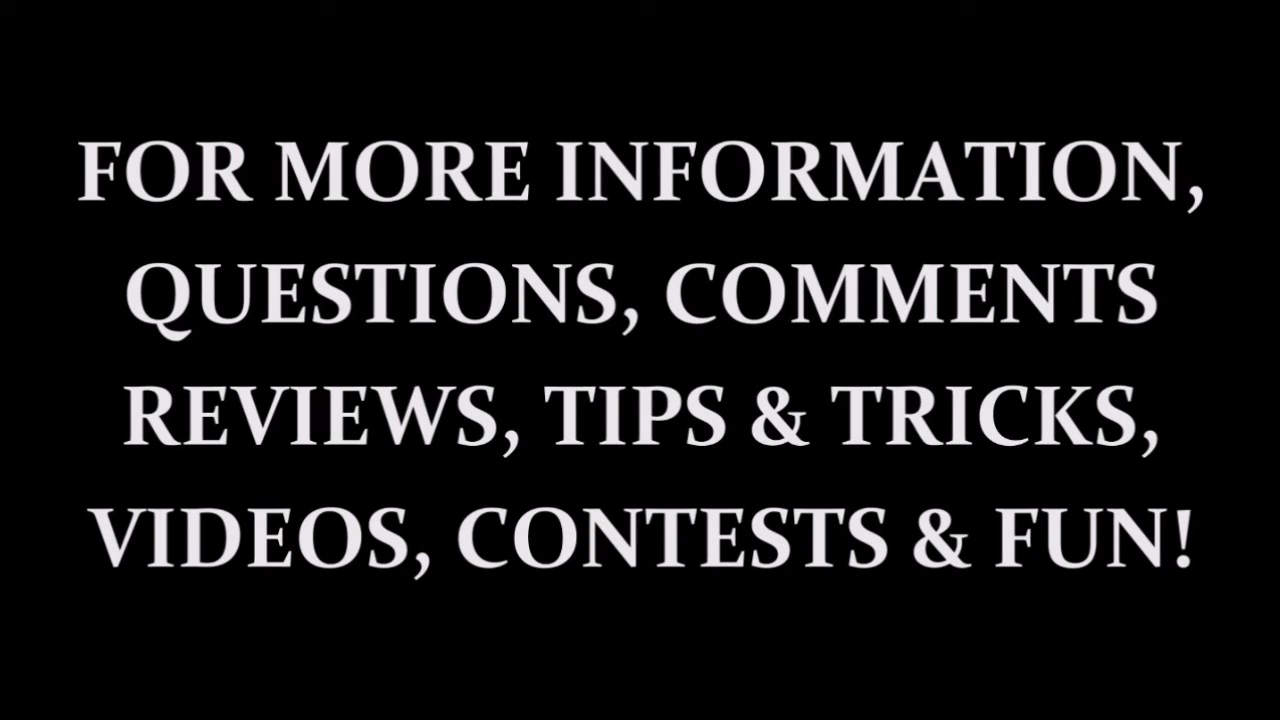 FOR MORE INFORMATION,
QUESTIONS, COMMENTS
REVIEWS, TIPS & TRICKS,
VIDEOS, CONTESTS & FUN!